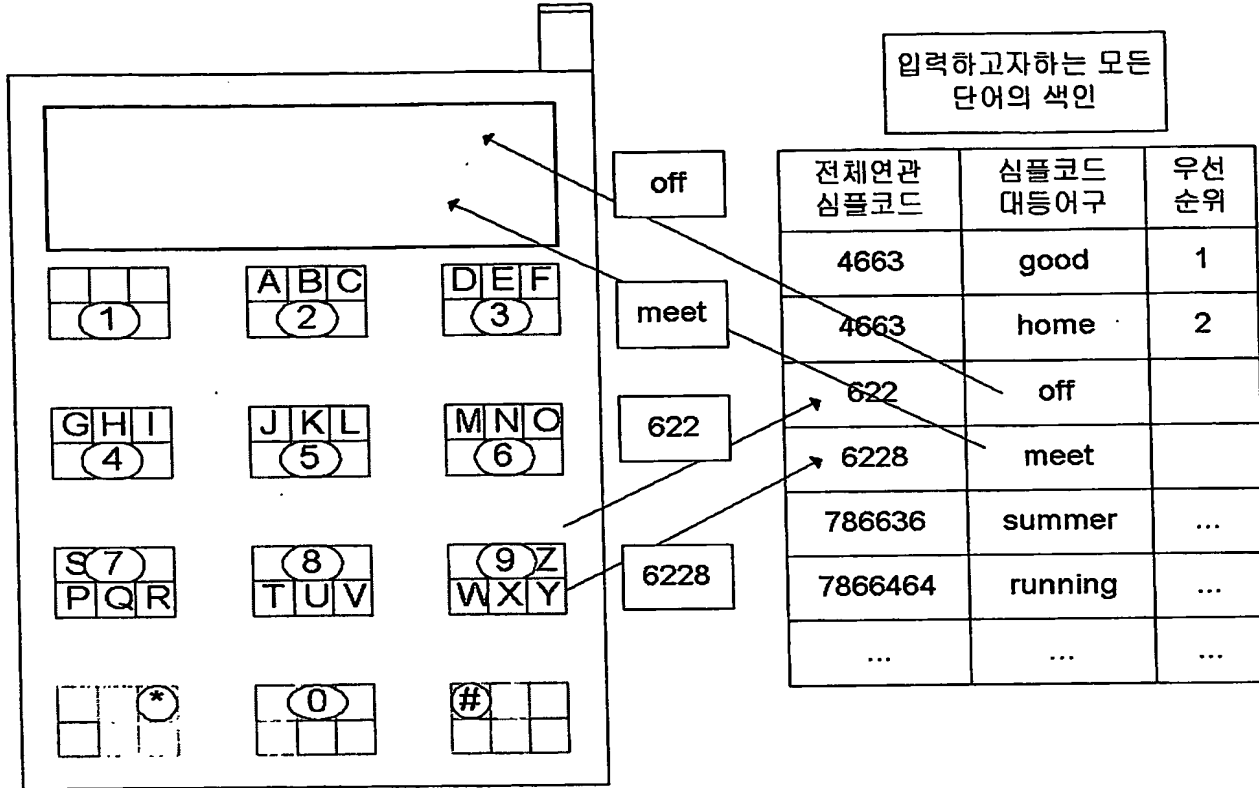 입력하고자하는 모든
단어의 색인
off
meet
622
6228
A B C
D E F
1
2
3
G H I
J K L
M N O
4
5
6
S 7
8
9 Z
P Q R
T U V
W X Y
*
0
#
전체연관 심플코드 심플코드 대등어구 우선 순위
4663 good 1
4663 home 2
622 off
6228 meet
786636 summer ...
7866464 running ...
... ... ...